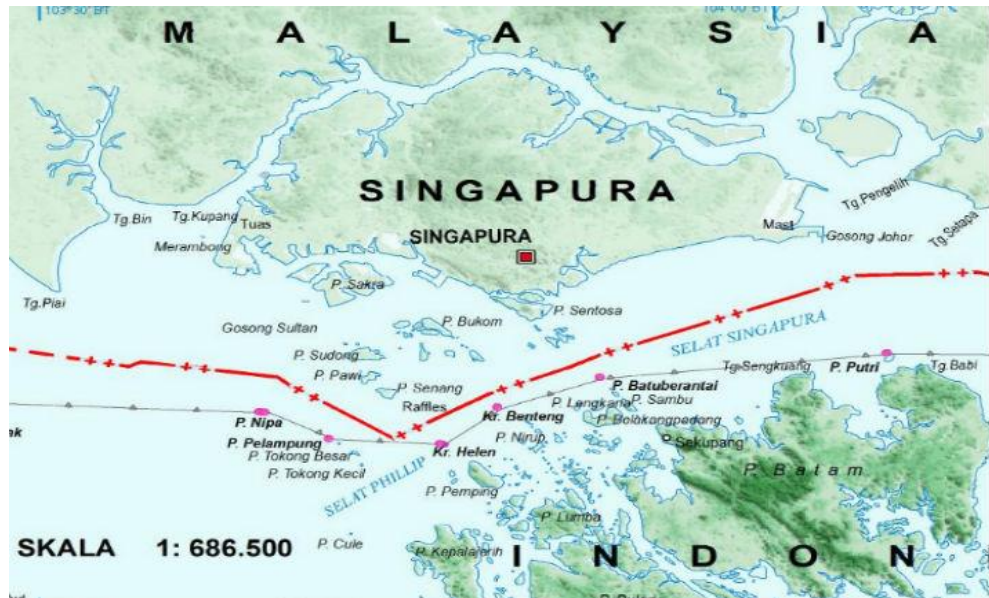 103°30' BT
104°00' BT
M A L A Y S I A
SINGAPURA
Tg.Pengelih
Tg.Bin
Tg.Kupang
Tuas
Mast
SINGAPURA
Gosong Johor
Tg.Setapa
Merambong
P. Sakra
Tg.Piai
P. Sentosa
P. Bukom
Gosong Sultan
SELAT SINGAPURA
P. Sudong
P. Pawi
Tg.Sengkuang
P. Putri
Tg.Babi
P. Senang
P. Batuberantai
Raffles
P. Lengkana
P. Sambu
P. Nipa
Kr. Benteng
P. Belakangpadang
P. Pelampung
P. Nirup
Sekupang
P. Tokong Besar
Kr. Helen
P. Tokong Kecil
P. Batam
SELAT PHILLIP
P. Pemping
P. Lumba
SKALA 1: 686.500
P. Cule
P. Kepalajerih
I N D O N